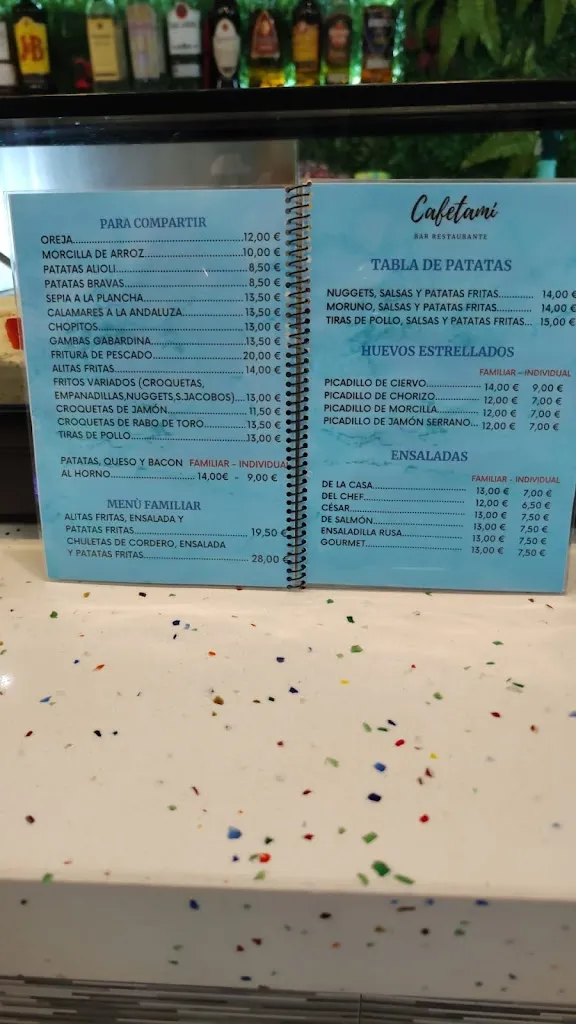 J&B
PARA COMPARTIR
OREJA............12,00 €
MORCILLA DE ARROZ............10,00 €
PATATAS ALIOLI............8,50 €
PATATAS BRAVAS............8,50 €
SEPIA A LA PLANCHA............13,50 €
CALAMARES A LA ANDALUZA............13,50 €
CHOPITOS............13,00 €
GAMBAS GABARDINA............13,50 €
FRITURA DE PESCADO............20,00 €
ALITAS FRITAS............14,00 €
FRITOS VARIADOS (CROQUETAS,
EMPANADILLAS,NUGGETS,S.JACOBOS)....13,00 €
CROQUETAS DE JAMÓN............11,50 €
CROQUETAS DE RABO DE TORO............13,50 €
TIRAS DE POLLO............13,00 €
PATATAS, QUESO Y BACON FAMILIAR - INDIVIDUAL
AL HORNO............14,00€ - 9,00 €
MENÙ FAMILIAR
ALITAS FRITAS, ENSALADA Y
PATATAS FRITAS............19,50 €
CHULETAS DE CORDERO, ENSALADA
Y PATATAS FRITAS............28,00 €
Cafetamí
BAR RESTAURANTE
TABLA DE PATATAS
NUGGETS, SALSAS Y PATATAS FRITAS............14,00 €
MORUNO, SALSAS Y PATATAS FRITAS............14,00 €
TIRAS DE POLLO, SALSAS Y PATATAS FRITAS... 15,00 €
HUEVOS ESTRELLADOS
FAMILIAR - INDIVIDUAL
PICADILLO DE CIERVO............14,00 € 9,00 €
PICADILLO DE CHORIZO............12,00 € 7,00 €
PICADILLO DE MORCILLA............12,00 € 7,00 €
PICADILLO DE JAMÓN SERRANO... 12,00 € 7,00 €
ENSALADAS
FAMILIAR - INDIVIDUAL
DE LA CASA............13,00 € 7,00 €
DEL CHEF............12,00 € 6,50 €
CÉSAR............13,00 € 7,50 €
DE SALMÓN............13,00 € 7,50 €
ENSALADILLA RUSA............13,00 € 7,50 €
GOURMET............13,00 € 7,50 €